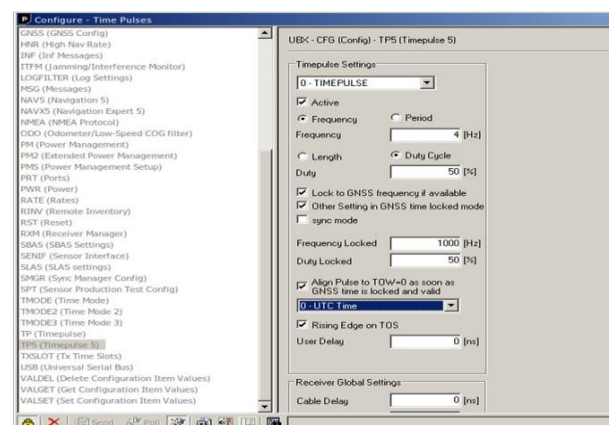 Configure - Time Pulses
GNSS (GNSS Config)
HNR (High Nav Rate)
INF (Inf Messages)
ITFM (Jamming/Interference Monitor)
LOGFILTER (Log Settings)
MSG (Messages)
NAV5 (Navigation 5)
NAVX5 (Navigation Expert 5)
NMEA (NMEA Protocol)
ODO (Odometer/Low-Speed COG filter)
PM (Power Management)
PM2 (Extended Power Management)
PMS (Power Management Setup)
PRT (Ports)
PWR (Power)
RATE (Rates)
RINV (Remote Inventory)
RST (Reset)
RXM (Receiver Manager)
SBAS (SBAS Settings)
SENIF (Sensor Interface)
SLAS (SLAS settings)
SMGR (Sync Manager Config)
SPT (Sensor Production Test Config)
TMODE (Time Mode)
TMODE2 (Time Mode 2)
TMODE3 (Time Mode 3)
TP (Timepulse)
TP5 (Timepulse 5)
TXSLOT (Tx Time Slots)
USB (Universal Serial Bus)
VALDEL (Delete Configuration Item Values)
VALGET (Get Configuration Item Values)
VALSET (Set Configuration Item Values)
Send Poll
UBX - CFG (Config) - TP5 (Timepulse 5)
Timepulse Settings
0 - TIMEPULSE
Active
Frequency Period
Frequency 4 [Hz]
Length Duty Cycle
Duty 50 [%]
Lock to GNSS frequency if available
Other Setting in GNSS time locked mode
sync mode
Frequency Locked 1000 [Hz]
Duty Locked 50 [%]
Align Pulse to TOW=0 as soon as
GNSS time is locked and valid
0 - UTC Time
Rising Edge on TOS
User Delay 0 [ns]
Receiver Global Settings
Cable Delay 0 [ns]